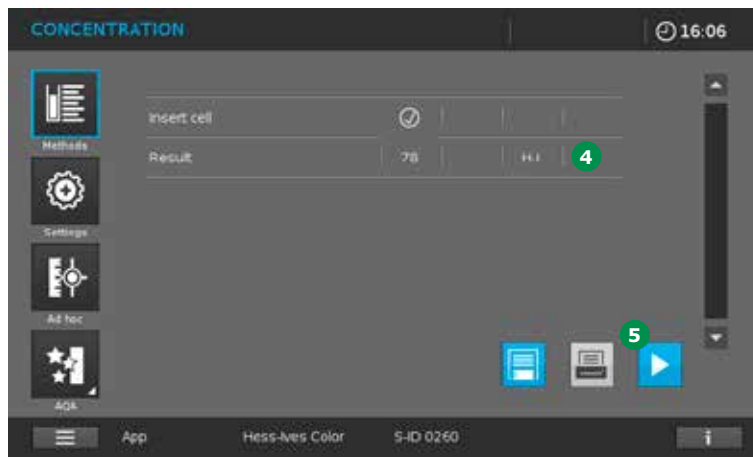 CONCENTRATION 16:06
Methods
Insert cell
Result 78 H.I 4
Settings
Ad hoc
5
AQA
App Hess-Ives Color S-ID 0260 i